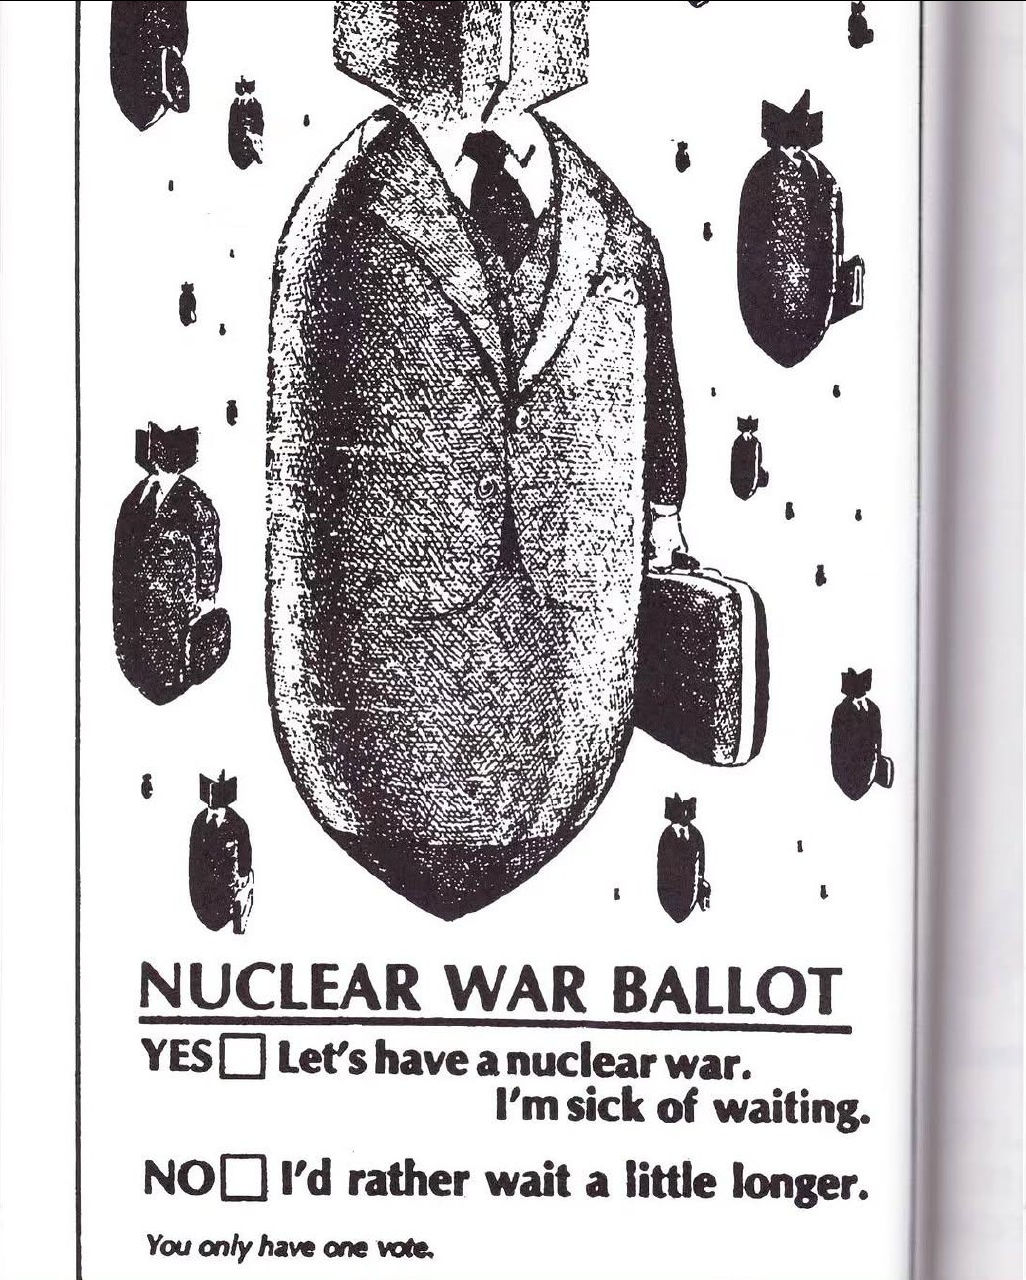 NUCLEAR WAR BALLOT
YES Let's have a nuclear war.
I'm sick of waiting.
NO I'd rather wait a little longer.
You only have one vote.